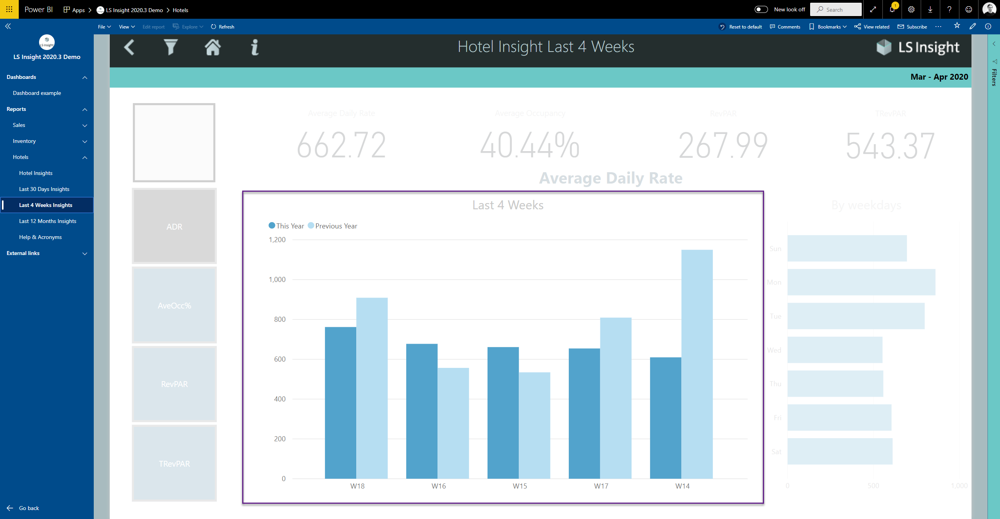 Power BI
Apps
LS Insight 2020.3 Demo
Hotels
New look off
Search
1
File
View
Edit report
Explore
Refresh
Reset to default
Comments
Bookmarks
View related
Subscribe
LS Insight
LS Insight 2020.3 Demo
Dashboards
Dashboard example
Reports
Sales
Inventory
Hotels
Hotel Insights
Last 30 Days Insights
Last 4 Weeks Insights
Last 12 Months Insights
Help & Acronyms
External links
Go back
Hotel Insight Last 4 Weeks
LS Insight
Mar - Apr 2020
Filters
Average Daily Rate
662.72
Average Occupancy
40.44%
RevPAR
267.99
TRevPAR
543.37
Average Daily Rate
ADR
AveOcc%
RevPAR
TRevPAR
Last 4 Weeks
This Year
Previous Year
1,200
1,000
800
600
400
200
0
W18
W16
W15
W17
W14
By weekdays
Sun
Mon
Tue
Wed
Thu
Fri
Sat
0
500
1,000